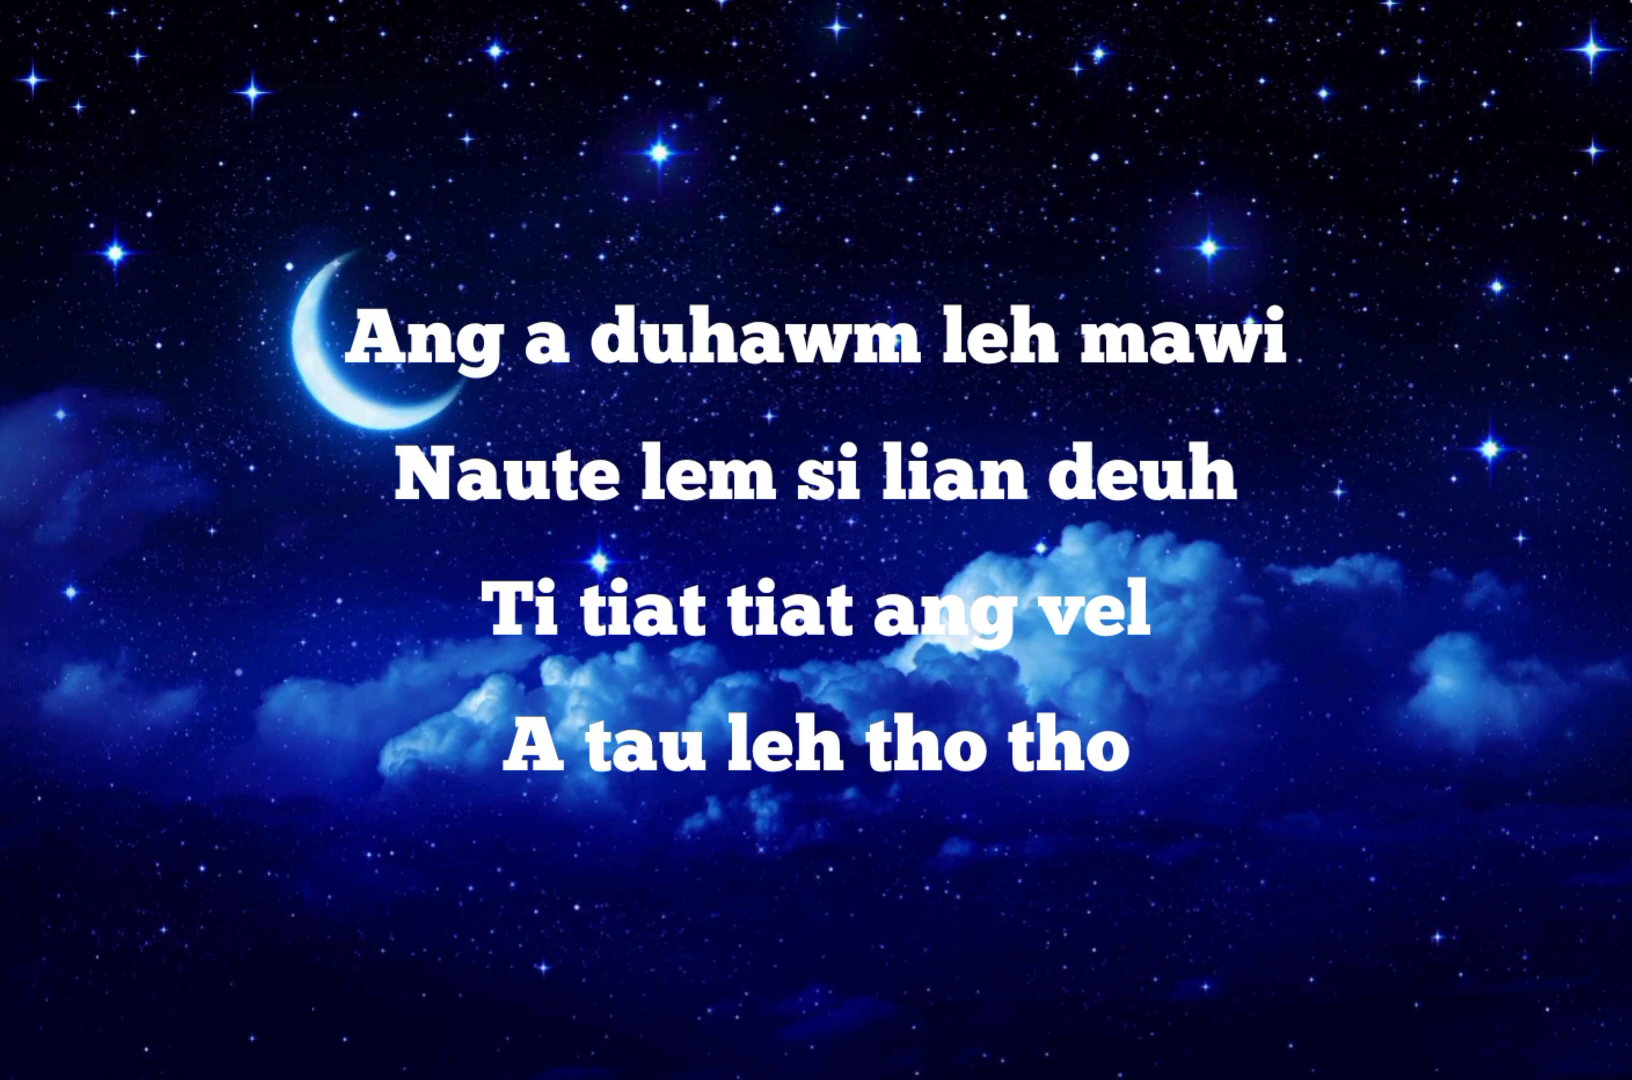 Ang a duhawm leh mawi
Naute lem si lian deuh
Ti tiat tiat ang vel
A tau leh tho tho